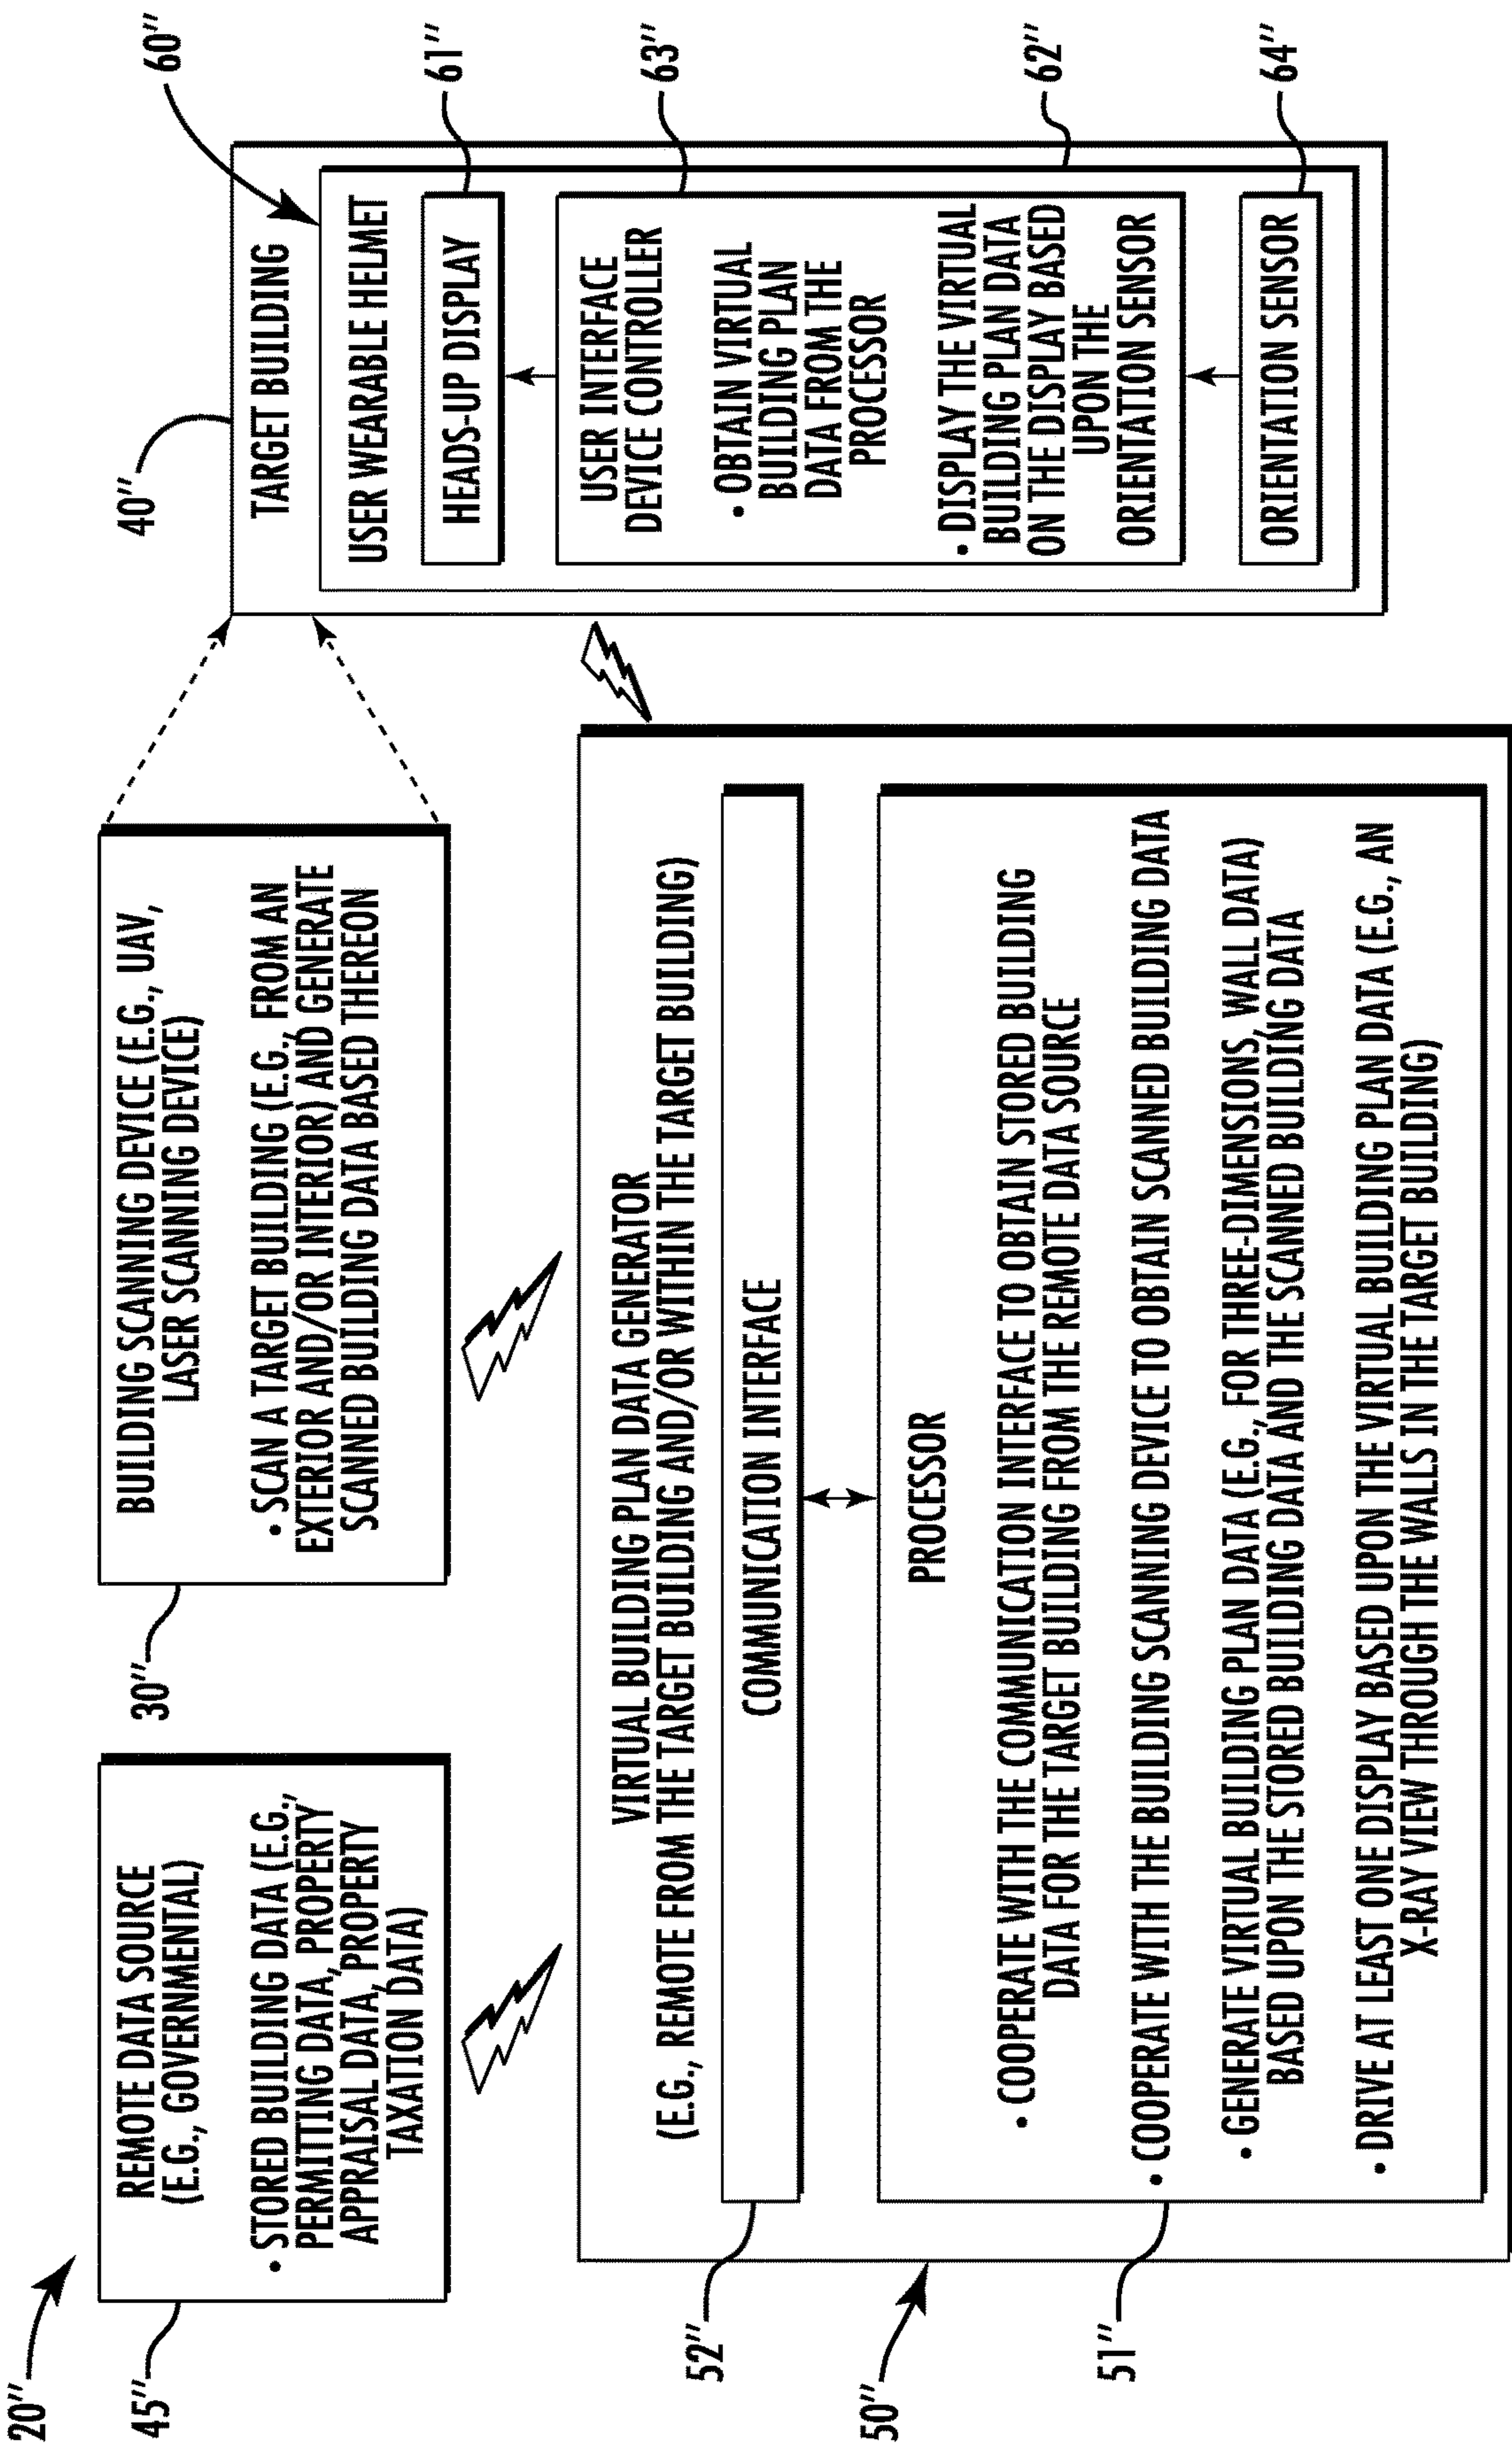 20″
REMOTE DATA SOURCE
(E.G., GOVERNMENTAL)
• STORED BUILDING DATA (E.G.,
PERMITTING DATA, PROPERTY
APPRAISAL DATA, PROPERTY
TAXATION DATA)
45″
BUILDING SCANNING DEVICE (E.G., UAV,
LASER SCANNING DEVICE)
• SCAN A TARGET BUILDING (E.G., FROM AN
EXTERIOR AND/OR INTERIOR) AND GENERATE
SCANNED BUILDING DATA BASED THEREON
30″
VIRTUAL BUILDING PLAN DATA GENERATOR
(E.G., REMOTE FROM THE TARGET BUILDING AND/OR WITHIN THE TARGET BUILDING)
COMMUNICATION INTERFACE
52″
50″
PROCESSOR
• COOPERATE WITH THE COMMUNICATION INTERFACE TO OBTAIN STORED BUILDING
DATA FOR THE TARGET BUILDING FROM THE REMOTE DATA SOURCE
• COOPERATE WITH THE BUILDING SCANNING DEVICE TO OBTAIN SCANNED BUILDING DATA
• GENERATE VIRTUAL BUILDING PLAN DATA (E.G., FOR THREE-DIMENSIONS, WALL DATA)
BASED UPON THE STORED BUILDING DATA AND THE SCANNED BUILDING DATA
• DRIVE AT LEAST ONE DISPLAY BASED UPON THE VIRTUAL BUILDING PLAN DATA (E.G., AN
X-RAY VIEW THROUGH THE WALLS IN THE TARGET BUILDING)
51″
40″
TARGET BUILDING
60″
USER WEARABLE HELMET
HEADS-UP DISPLAY
61″
USER INTERFACE
DEVICE CONTROLLER
• OBTAIN VIRTUAL
BUILDING PLAN
DATA FROM THE
PROCESSOR
• DISPLAY THE VIRTUAL
BUILDING PLAN DATA
ON THE DISPLAY BASED
UPON THE
ORIENTATION SENSOR
63″
62″
ORIENTATION SENSOR
64″